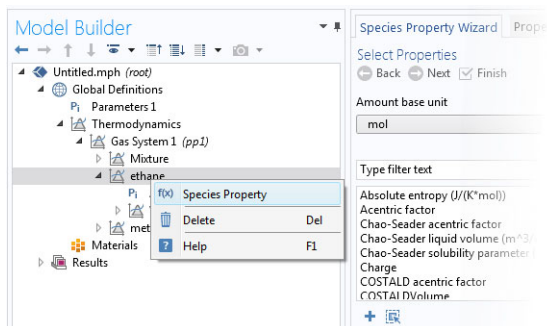 Model Builder
Untitled.mph (root)
Global Definitions
Pi Parameters 1
Thermodynamics
Gas System 1 (pp1)
Mixture
ethane
Pi
f(x) Species Property
Delete Del
? Help F1
met
Materials
Results
Species Property Wizard Prope
Select Properties
Back Next Finish
Amount base unit
mol
Type filter text
Absolute entropy (J/(K*mol))
Acentric factor
Chao-Seader acentric factor
Chao-Seader liquid volume (m^3/
Chao-Seader solubility parameter
Charge
COSTALD acentric factor
COSTALDVolume